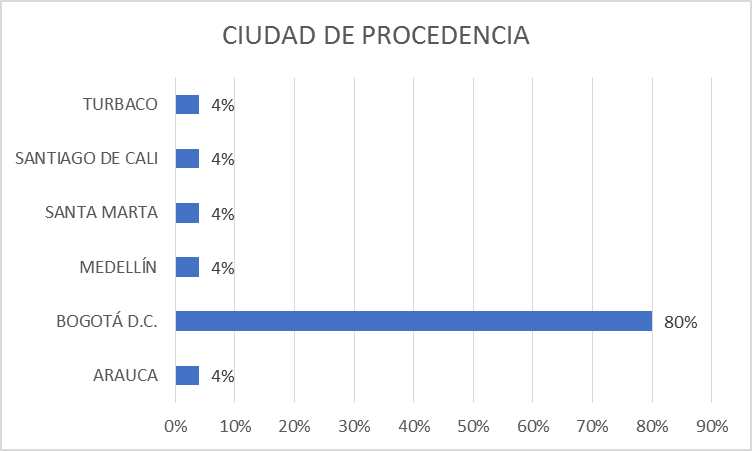 CIUDAD DE PROCEDENCIA
TURBACO 4%
SANTIAGO DE CALI 4%
SANTA MARTA 4%
MEDELLÍN 4%
BOGOTÁ D.C. 80%
ARAUCA 4%
0% 10% 20% 30% 40% 50% 60% 70% 80% 90%